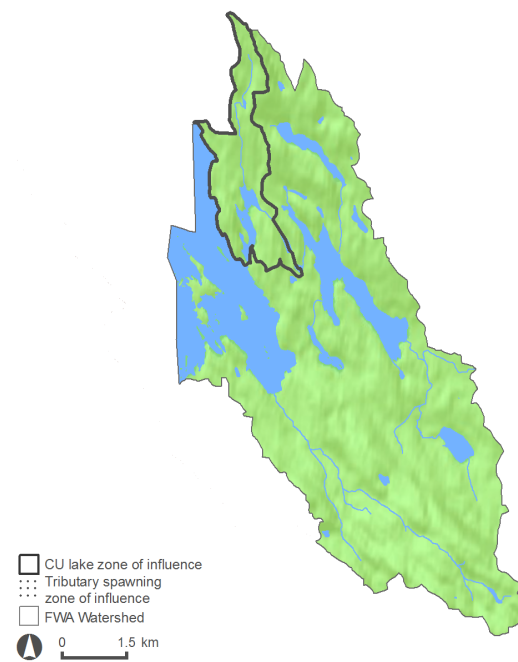 CU lake zone of influence
Tributary spawning
zone of influence
FWA Watershed
0 1.5 km